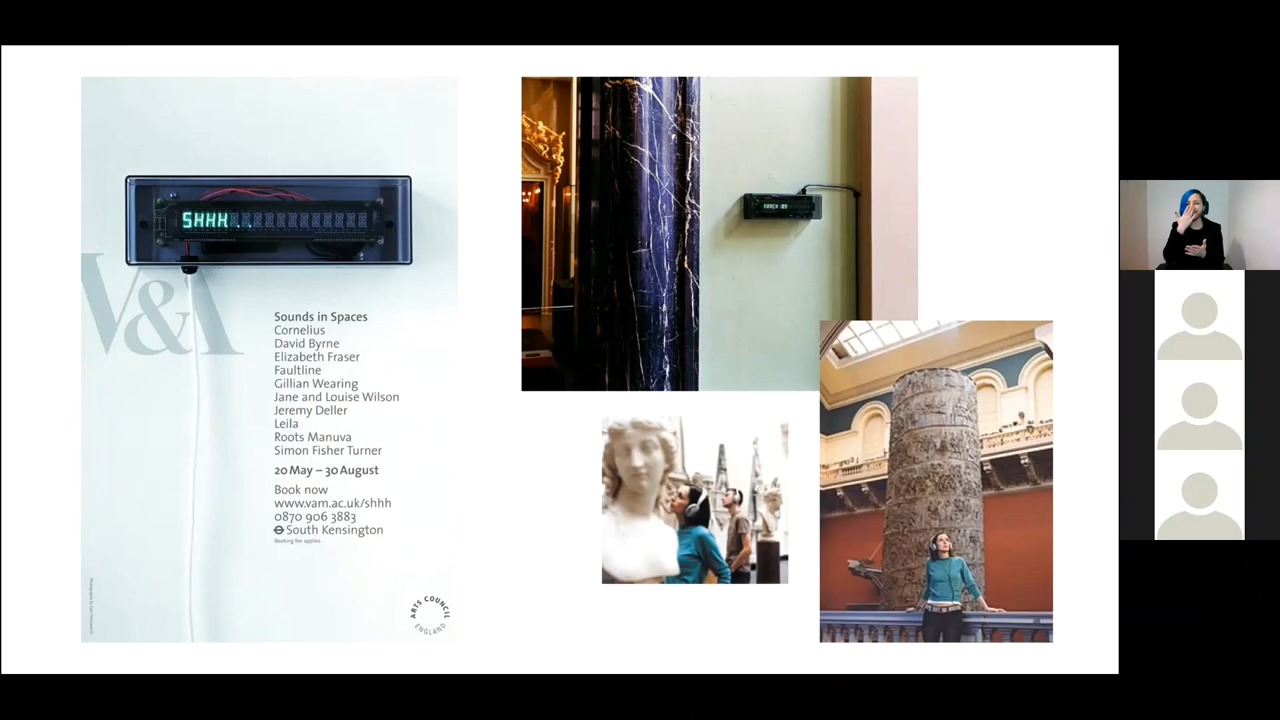 SHHH...
V&A
Sounds in Spaces
Cornelius
David Byrne
Elizabeth Fraser
Faultline
Gillian Wearing
Jane and Louise Wilson
Jeremy Deller
Leila
Roots Manuva
Simon Fisher Turner
20 May – 30 August
Book now
www.vam.ac.uk/shhh
0870 906 3883
South Kensington
Booking fee applies
ARTS COUNCIL
ENGLAND